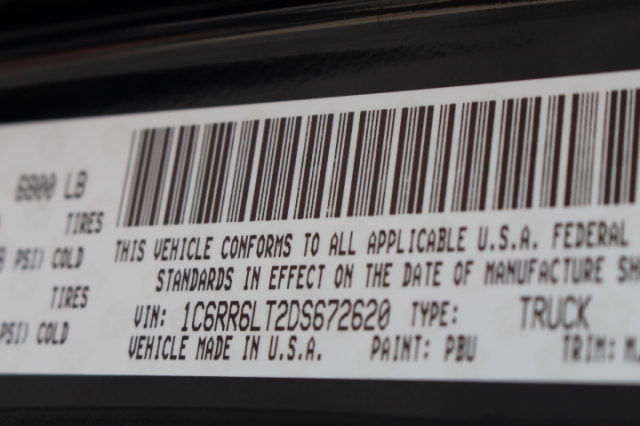 6800 LB
TIRES
PSI) COLD
TIRES
PSI) COLD
THIS VEHICLE CONFORMS TO ALL APPLICABLE U.S.A. FEDERAL
STANDARDS IN EFFECT ON THE DATE OF MANUFACTURE SH
VIN: 1C6RR6LT2DS672620 TYPE: TRUCK
VEHICLE MADE IN U.S.A. PAINT: PBU TRIM: